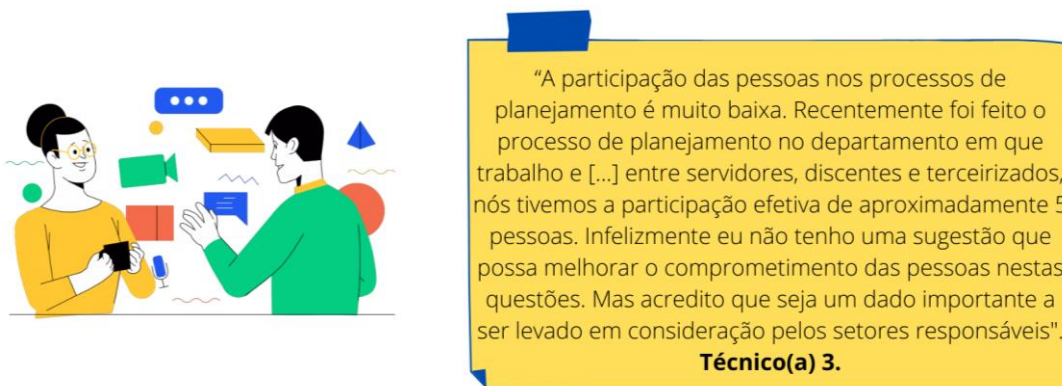 “A participação das pessoas nos processos de
planejamento é muito baixa. Recentemente foi feito o
processo de planejamento no departamento em que
trabalho e [...] entre servidores, discentes e terceirizados,
nós tivemos a participação efetiva de aproximadamente 5
pessoas. Infelizmente eu não tenho uma sugestão que
possa melhorar o comprometimento das pessoas nestas
questões. Mas acredito que seja um dado importante a
ser levado em consideração pelos setores responsáveis".
Técnico(a) 3.